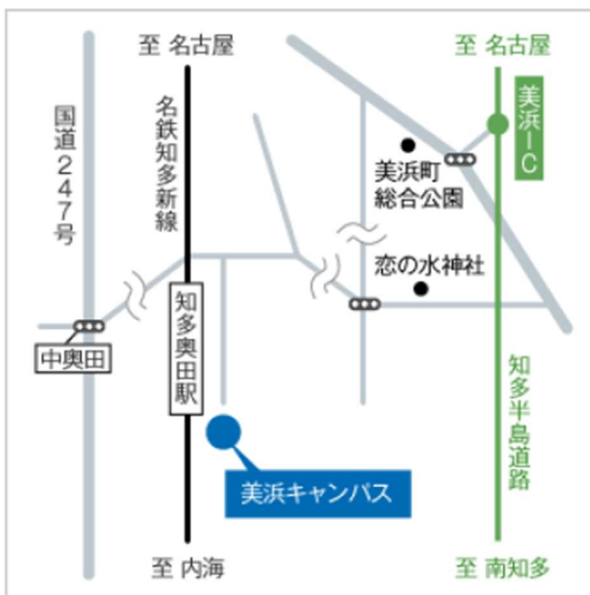 至 名古屋
至 名古屋
国道247号
名鉄知多新線
美浜IC
美浜町
総合公園
恋の水神社
知多奥田駅
中奥田
知多半島道路
美浜キャンパス
至 内海
至 南知多